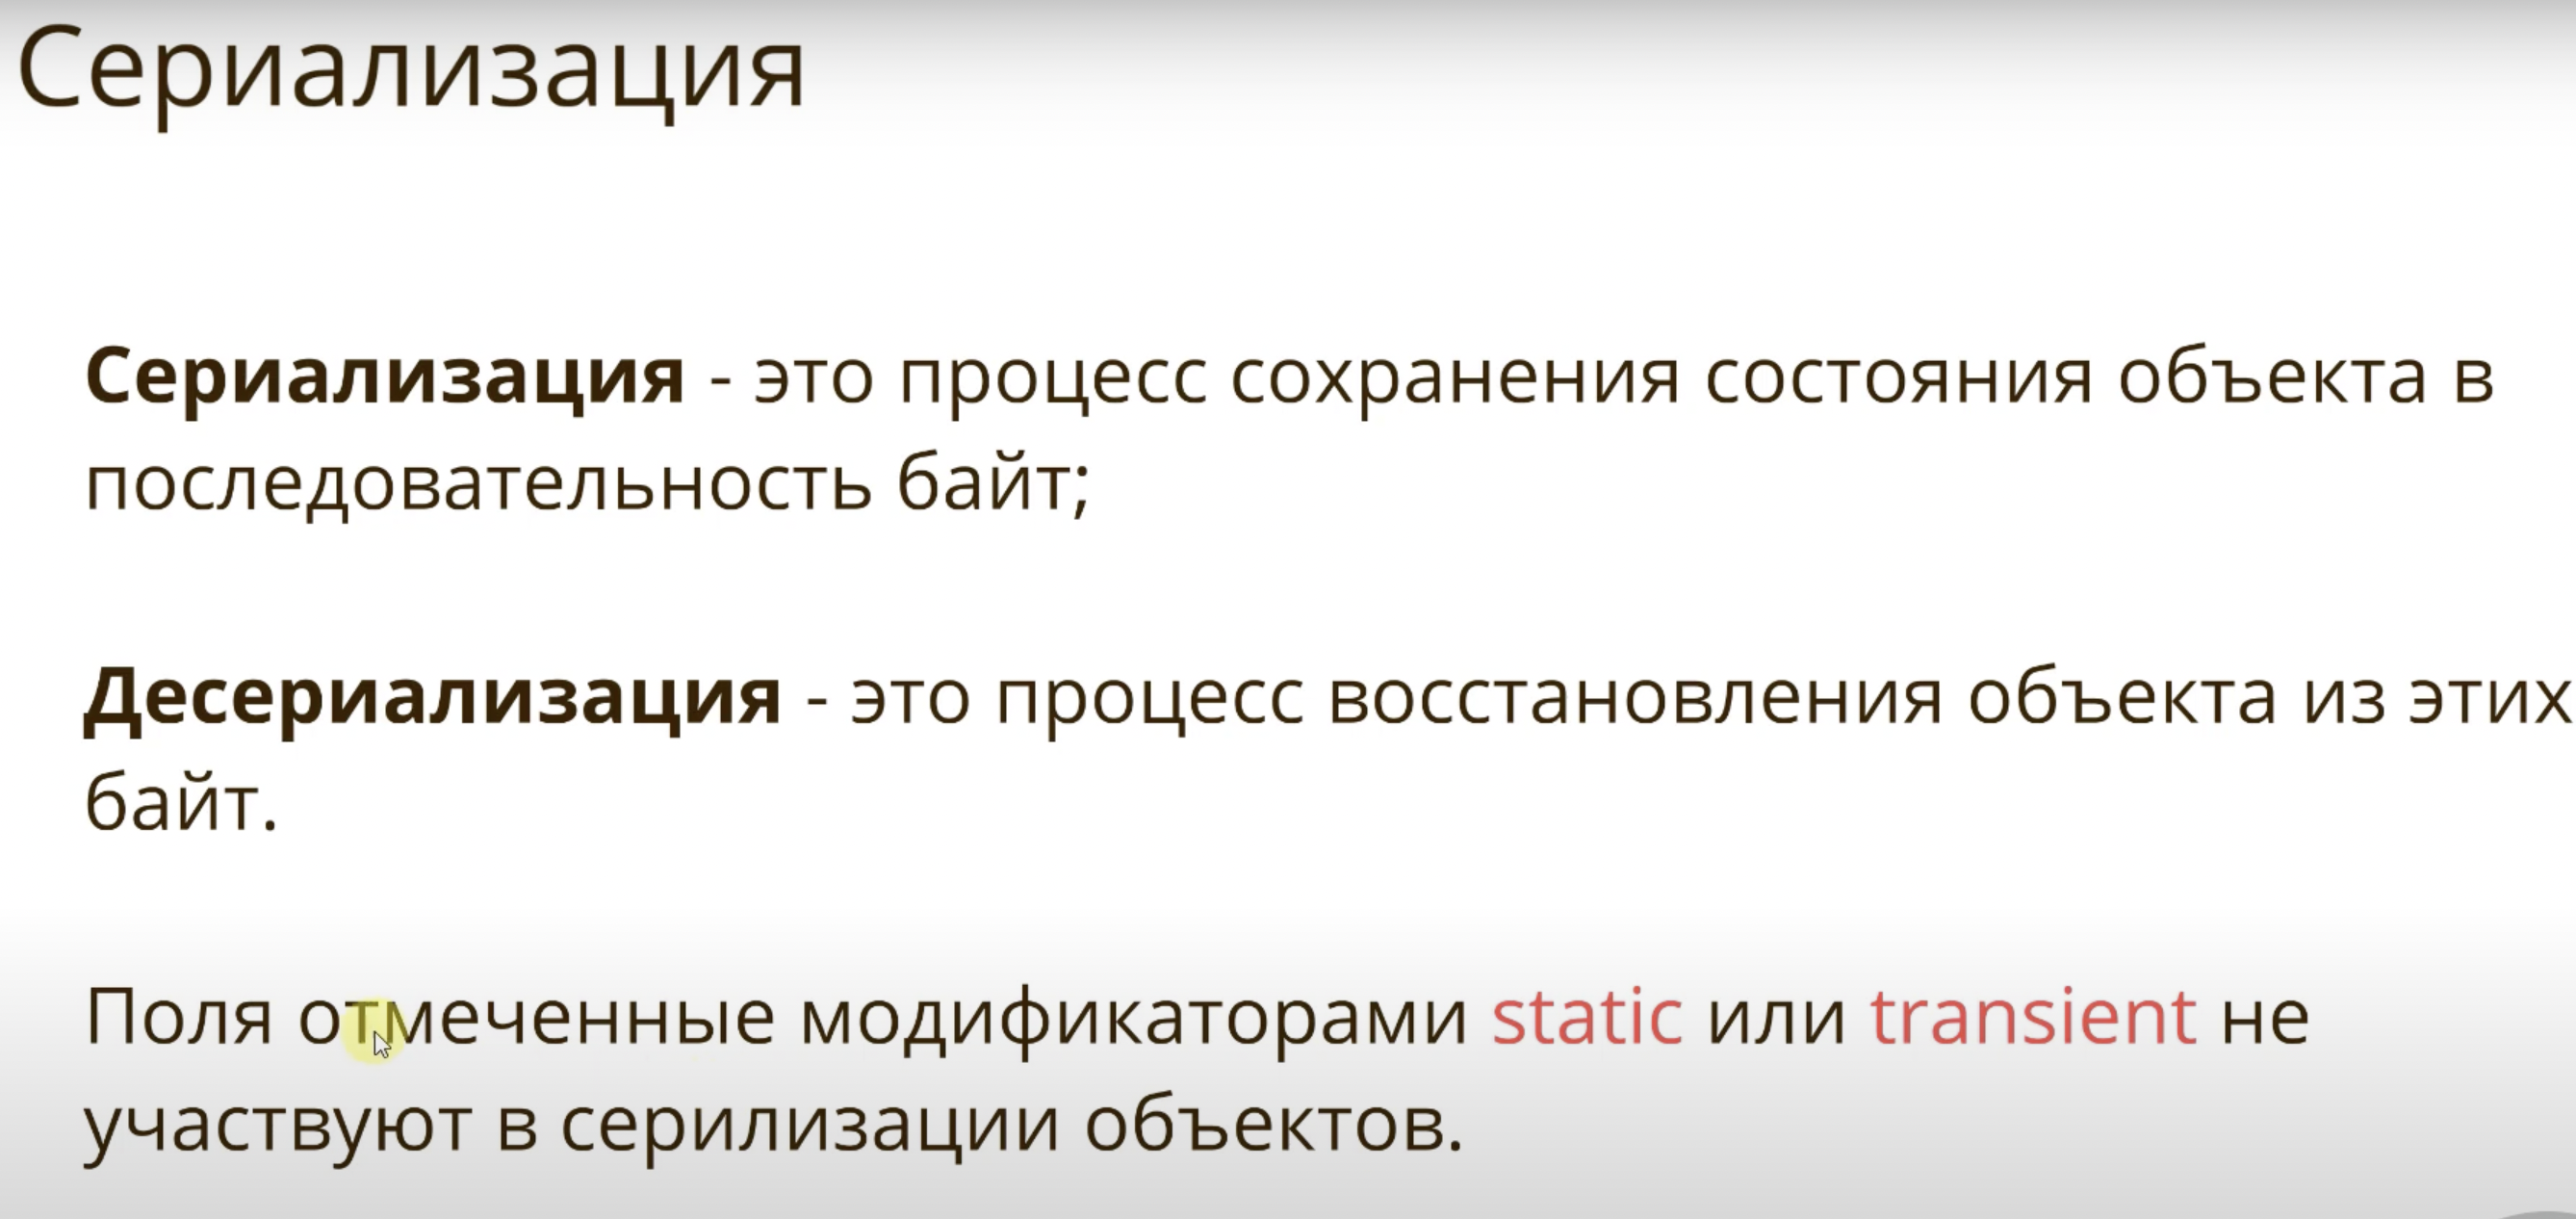 Сериализация
Сериализация - это процесс сохранения состояния объекта в
последовательность байт;
Десериализация - это процесс восстановления объекта из этих
байт.
Поля отмеченные модификаторами static или transient не
участвуют в серилизации объектов.